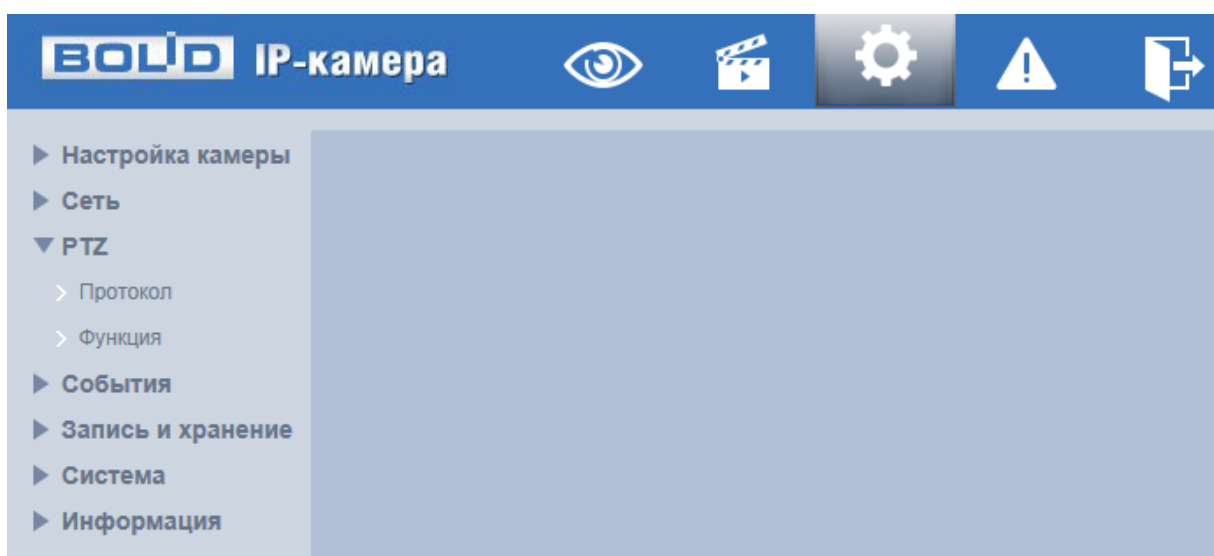 BOLID IP-камера
Настройка камеры
Сеть
PTZ
Протокол
Функция
События
Запись и хранение
Система
Информация